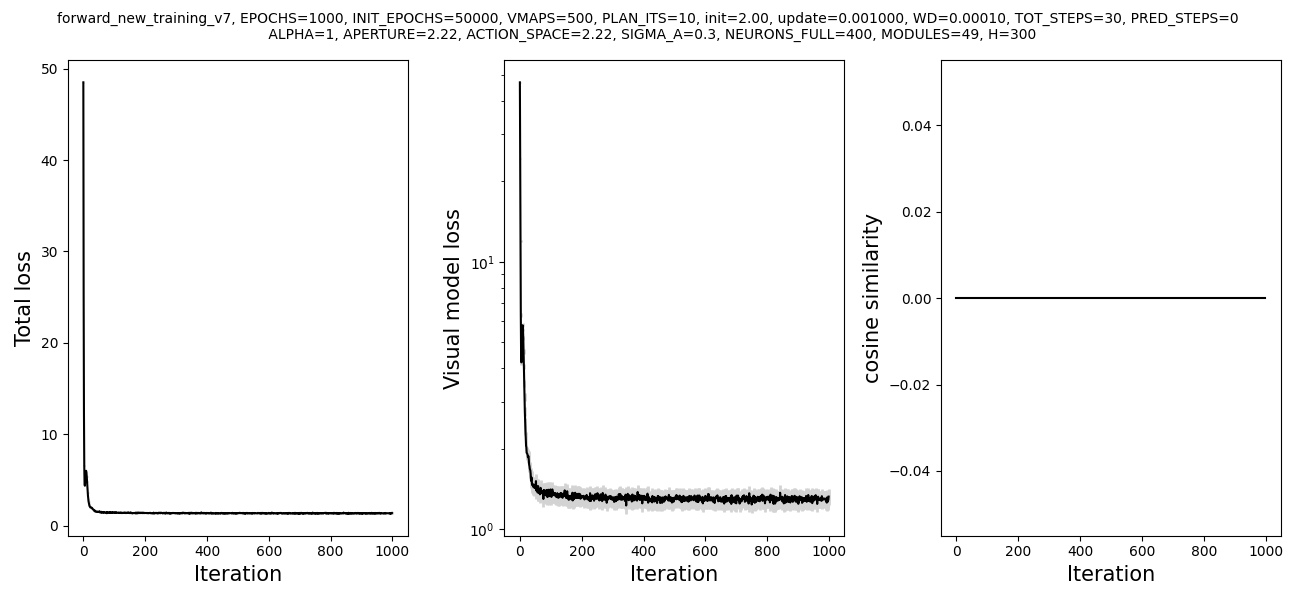 forward_new_training_v7, EPOCHS=1000, INIT_EPOCHS=50000, VMAPS=500, PLAN_ITS=10, init=2.00, update=0.001000, WD=0.00010, TOT_STEPS=30, PRED_STEPS=0
ALPHA=1, APERTURE=2.22, ACTION_SPACE=2.22, SIGMA_A=0.3, NEURONS_FULL=400, MODULES=49, H=300
Total loss
50
40
30
20
10
0
0 200 400 600 800 1000
Iteration
Visual model loss
10¹
10⁰
0 200 400 600 800 1000
Iteration
cosine similarity
0.04
0.02
0.00
−0.02
−0.04
0 200 400 600 800 1000
Iteration